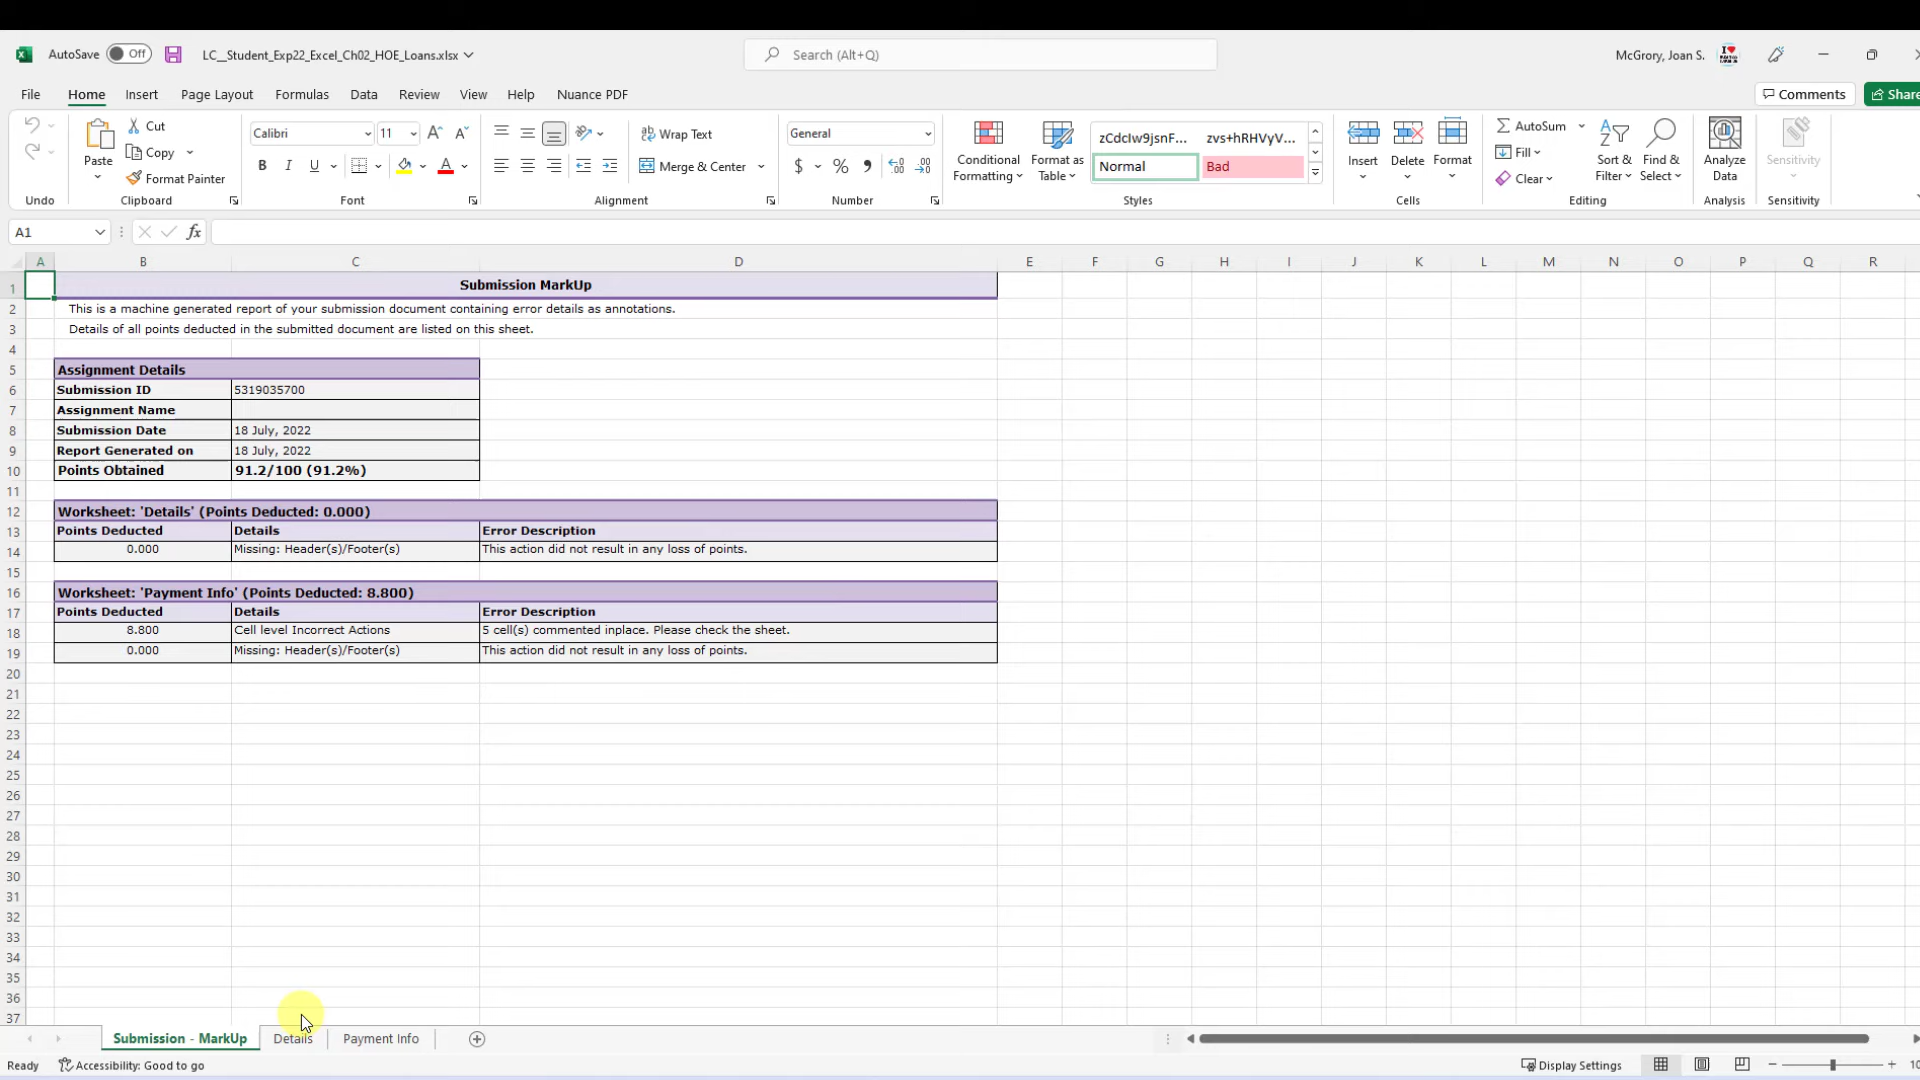 AutoSave Off LC__Student_Exp22_Excel_Ch02_HOE_Loans.xlsx Search (Alt+Q) McGrory, Joan S.
File Home Insert Page Layout Formulas Data Review View Help Nuance PDF Comments Share
Cut Calibri 11 Wrap Text General zCdcIw9jsnF... zvs+hRHVyV... AutoSum
Paste Copy Conditional Formatting Format as Table Insert Delete Format Fill Sort & Filter Find & Select Analyze Data Sensitivity
Format Painter B I U Merge & Center $ % Normal Bad Clear
Undo Clipboard Font Alignment Number Styles Cells Editing Analysis Sensitivity
A1 fx
A B C D E F G H I J K L M N O P Q R
1 Submission MarkUp
2 This is a machine generated report of your submission document containing error details as annotations.
3 Details of all points deducted in the submitted document are listed on this sheet.
4
5 Assignment Details
6 Submission ID 5319035700
7 Assignment Name
8 Submission Date 18 July, 2022
9 Report Generated on 18 July, 2022
10 Points Obtained 91.2/100 (91.2%)
11
12 Worksheet: 'Details' (Points Deducted: 0.000)
13 Points Deducted Details Error Description
14 0.000 Missing: Header(s)/Footer(s) This action did not result in any loss of points.
15
16 Worksheet: 'Payment Info' (Points Deducted: 8.800)
17 Points Deducted Details Error Description
18 8.800 Cell level Incorrect Actions 5 cell(s) commented inplace. Please check the sheet.
19 0.000 Missing: Header(s)/Footer(s) This action did not result in any loss of points.
20
21
22
23
24
25
26
27
28
29
30
31
32
33
34
35
36
37
Submission - MarkUp Details Payment Info
Ready Accessibility: Good to go Display Settings